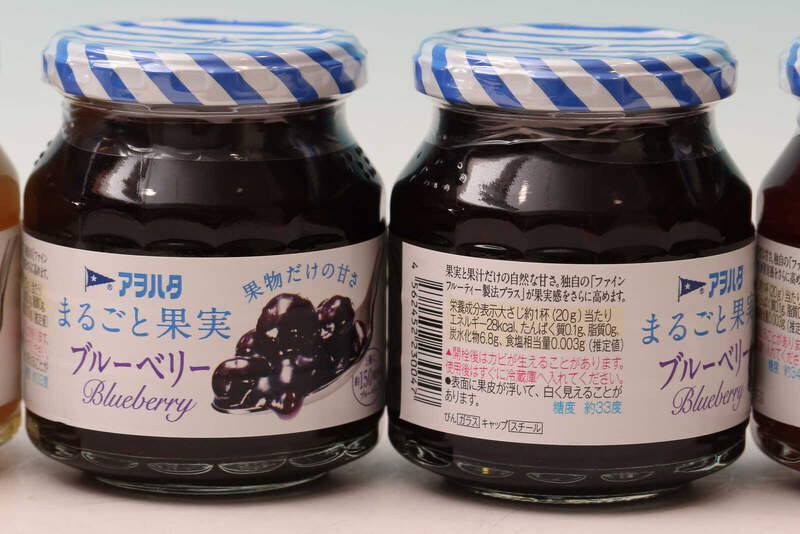 アヲハタ
まるごと果実
ブルーベリー
Blueberry
果物だけの甘さ
約150
果実と果汁だけの自然な甘さ。独自の「ファイン
フルーティー製法プラス」が果実感をさらに高めます。
栄養成分表示大さじ約1杯(20g)当たり
エネルギー28kcal、たんぱく質0.1g、脂質0g、
炭水化物6.8g、食塩相当量0.003g(推定値)
▲開栓後はカビが生えることがあります。
使用後はすぐに冷蔵庫へ入れてください。
●表面に果皮が浮いて、白く見えることが
あります。
糖度 約33度
びん ガラス キャップ スチール
アヲハタ
まるごと果実
ブルーベリー
Blueberry